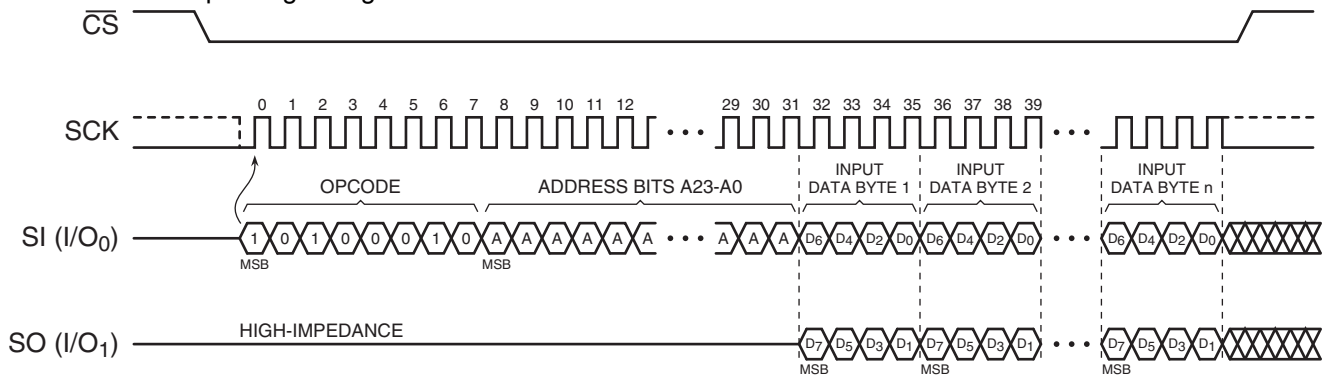 CS
0 1 2 3 4 5 6 7 8 9 10 11 12 29 30 31 32 33 34 35 36 37 38 39
SCK
OPCODE ADDRESS BITS A23-A0 INPUT DATA BYTE 1 INPUT DATA BYTE 2 INPUT DATA BYTE n
SI (I/O0) 1 0 1 0 0 0 1 0 A A A A A A A A A D6 D4 D2 D0 D6 D4 D2 D0 D6 D4 D2 D0
MSB MSB
HIGH-IMPEDANCE
SO (I/O1) D7 D5 D3 D1 D7 D5 D3 D1 D7 D5 D3 D1
MSB MSB MSB